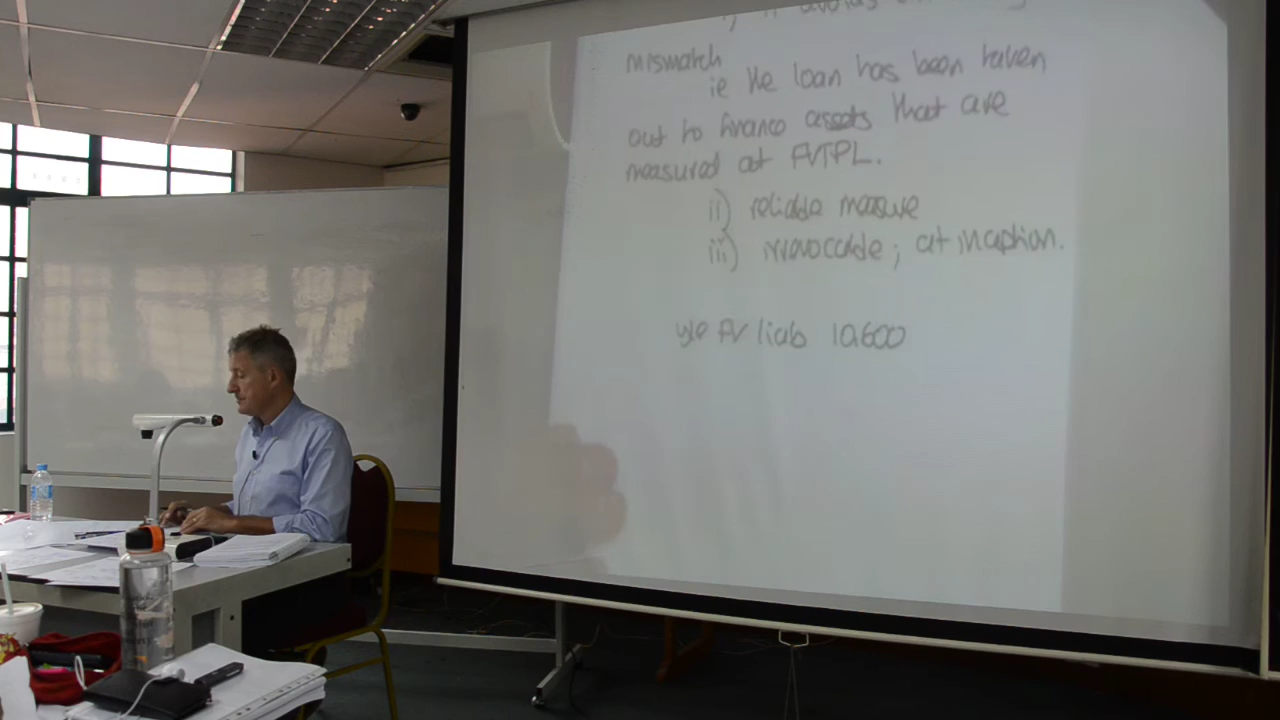 mismatch
ie the loan has been taken
out to finance assets that are
measured at FVTPL.
ii) reliable measure
iii) irrevocable; at inception.
y/e FV liab 10,600